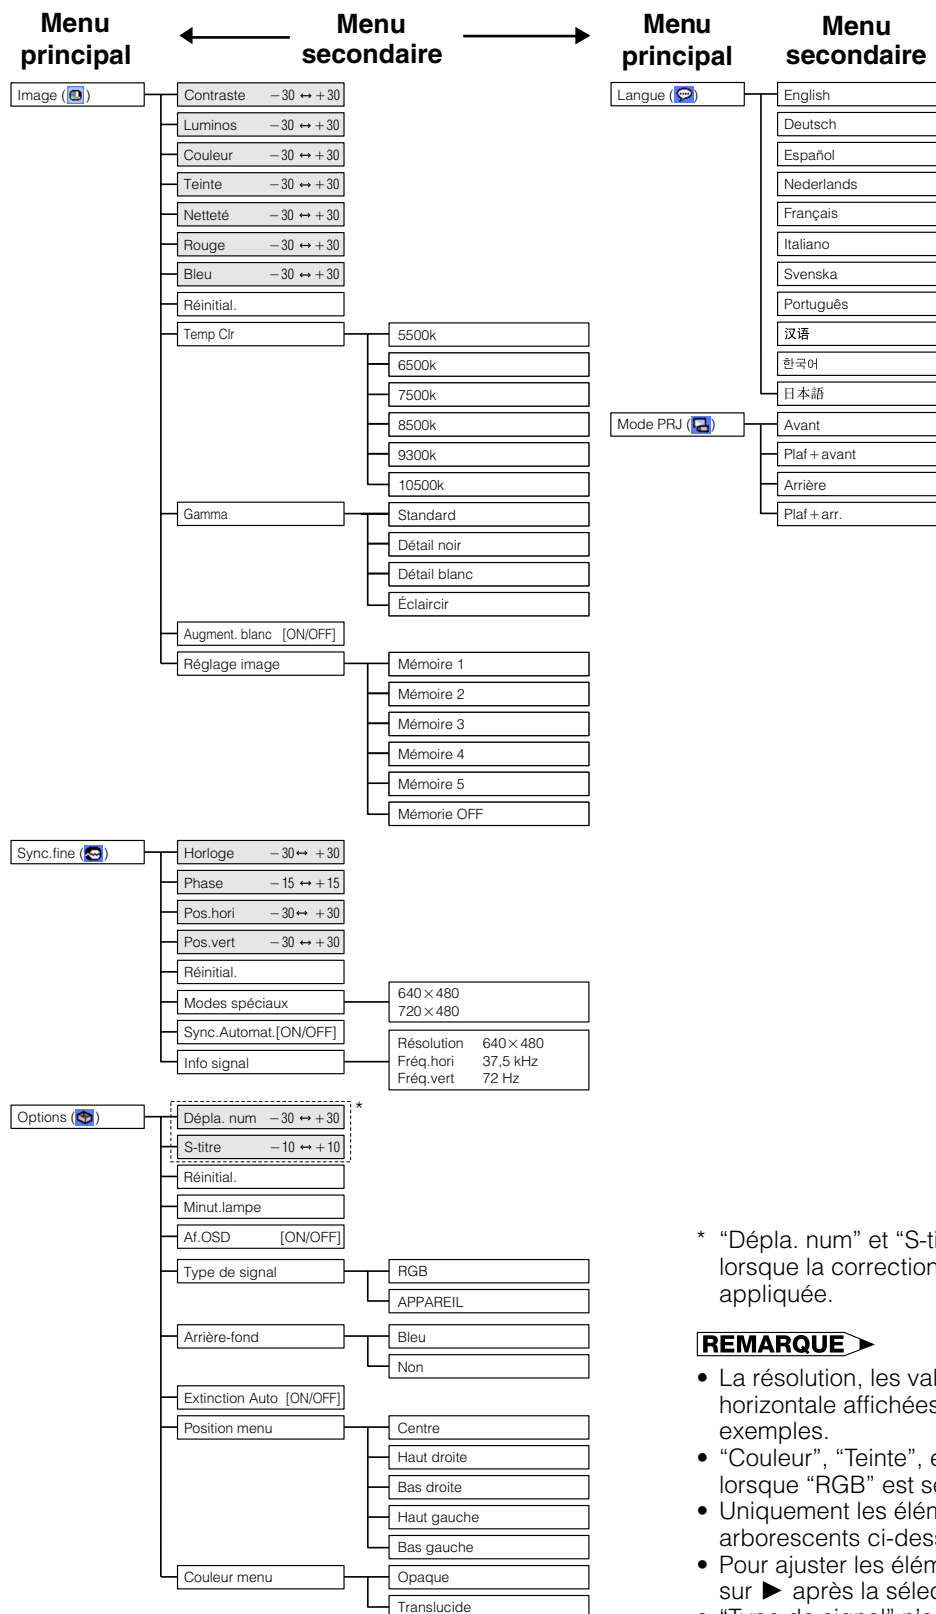 Menu principal
Menu secondaire
Menu principal
Menu secondaire
Image ( )
Contraste −30 ↔ +30
Luminos −30 ↔ +30
Couleur −30 ↔ +30
Teinte −30 ↔ +30
Netteté −30 ↔ +30
Rouge −30 ↔ +30
Bleu −30 ↔ +30
Réinitial.
Temp Clr
5500k
6500k
7500k
8500k
9300k
10500k
Gamma
Standard
Détail noir
Détail blanc
Éclaircir
Augment. blanc [ON/OFF]
Réglage image
Mémoire 1
Mémoire 2
Mémoire 3
Mémoire 4
Mémoire 5
Mémorie OFF
Sync.fine ( )
Horloge −30 ↔ +30
Phase −15 ↔ +15
Pos.hori −30 ↔ +30
Pos.vert −30 ↔ +30
Réinitial.
Modes spéciaux
640×480
720×480
Sync.Automat.[ON/OFF]
Info signal
Résolution 640×480
Fréq.hori 37,5 kHz
Fréq.vert 72 Hz
Options ( )
Dépla. num −30 ↔ +30 *
S-titre −10 ↔ +10
Réinitial.
Minut.lampe
Af.OSD [ON/OFF]
Type de signal
RGB
APPAREIL
Arrière-fond
Bleu
Non
Extinction Auto [ON/OFF]
Position menu
Centre
Haut droite
Bas droite
Haut gauche
Bas gauche
Couleur menu
Opaque
Translucide
Langue ( )
English
Deutsch
Español
Nederlands
Français
Italiano
Svenska
Português
汉语
한국어
日本語
Mode PRJ ( )
Avant
Plaf+avant
Arrière
Plaf+arr.
* “Dépla. num” et
lorsque la correction
appliquée.
REMARQUE
• La résolution, les
horizontale affichées
exemples.
• “Couleur”, “Teinte”,
lorsque “RGB” est
• Uniquement les
arborescents
• Pour ajuster les
sur ► après la
• “Type de signal”